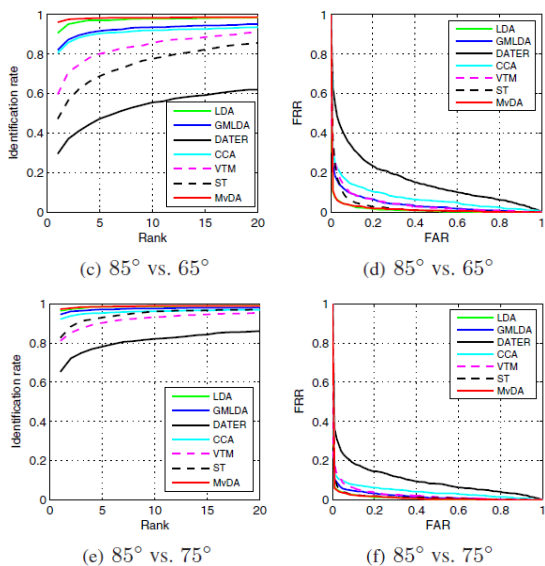 1
0.8
0.6
0.4
0.2
0
0 5 10 15 20
Identification rate
Rank
LDA
GMLDA
DATER
CCA
VTM
ST
MvDA
(c) 85° vs. 65°
1
0.8
0.6
0.4
0.2
0
0 0.2 0.4 0.6 0.8 1
FRR
FAR
LDA
GMLDA
DATER
CCA
VTM
ST
MvDA
(d) 85° vs. 65°
1
0.8
0.6
0.4
0.2
0
0 5 10 15 20
Identification rate
Rank
LDA
GMLDA
DATER
CCA
VTM
ST
MvDA
(e) 85° vs. 75°
1
0.8
0.6
0.4
0.2
0
0 0.2 0.4 0.6 0.8 1
FRR
FAR
LDA
GMLDA
DATER
CCA
VTM
ST
MvDA
(f) 85° vs. 75°